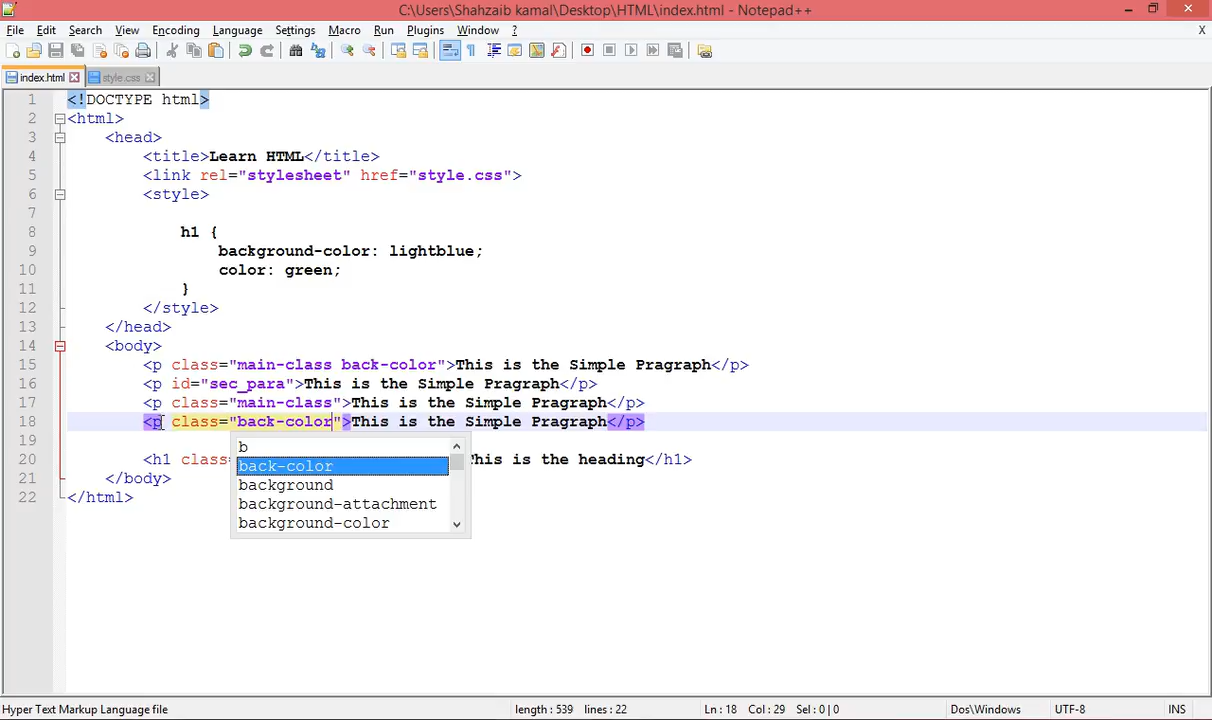 C:\Users\Shahzaib kamal\Desktop\HTML\index.html - Notepad++
File Edit Search View Encoding Language Settings Macro Run Plugins Window ? X
index.html style.css
1 <!DOCTYPE html>
2 <html>
3 <head>
4 <title>Learn HTML</title>
5 <link rel="stylesheet" href="style.css">
6 <style>
7
8 h1 {
9 background-color: lightblue;
10 color: green;
11 }
12 </style>
13 </head>
14 <body>
15 <p class="main-class back-color">This is the Simple Pragraph</p>
16 <p id="sec_para">This is the Simple Pragraph</p>
17 <p class="main-class">This is the Simple Pragraph</p>
18 <p class="back-color">This is the Simple Pragraph</p>
19
b
20 <h1 class= This is the heading</h1>
back-color
21 </body>
background
22 </html>
background-attachment
background-color
Hyper Text Markup Language file length : 539 lines : 22 Ln : 18 Col : 29 Sel : 0 | 0 Dos\Windows UTF-8 INS